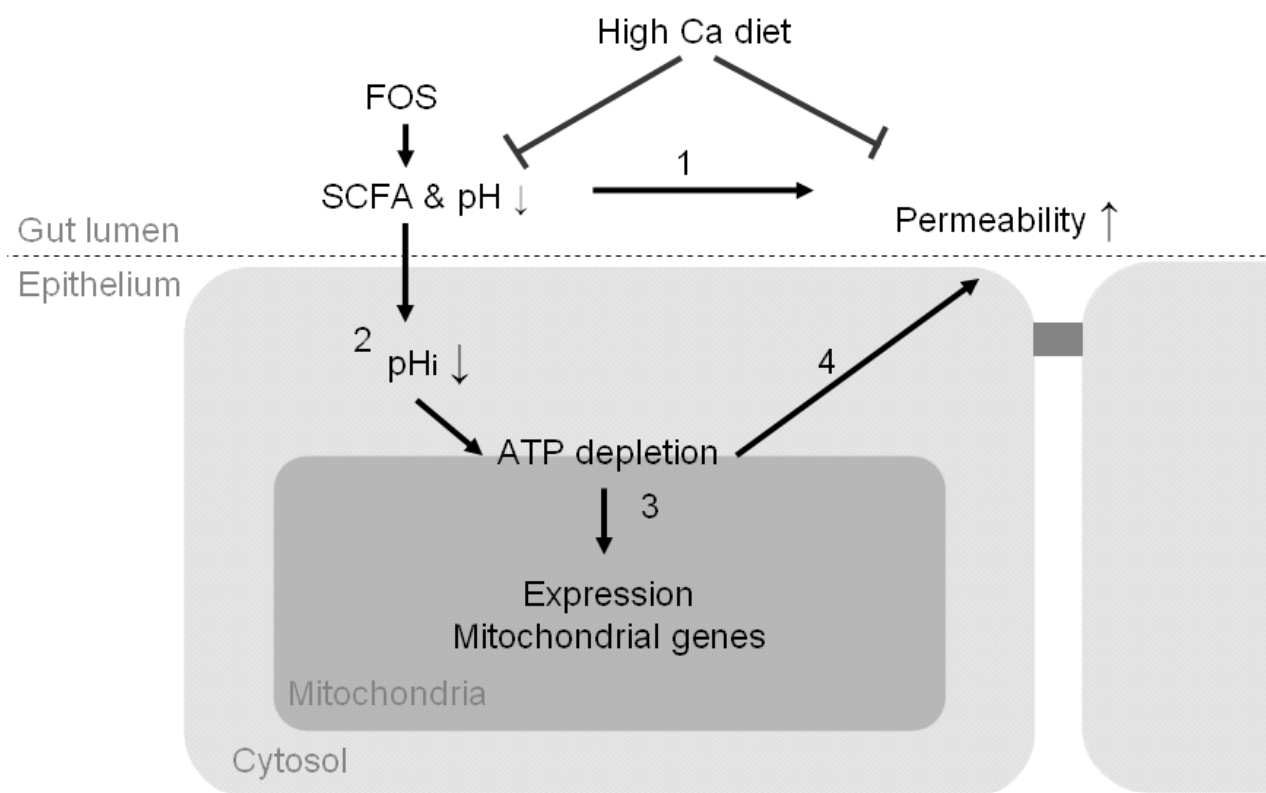 High Ca diet
FOS
1
SCFA & pH ↓
Permeability ↑
Gut lumen
Epithelium
2
pHi ↓
4
ATP depletion
3
Expression
Mitochondrial genes
Mitochondria
Cytosol